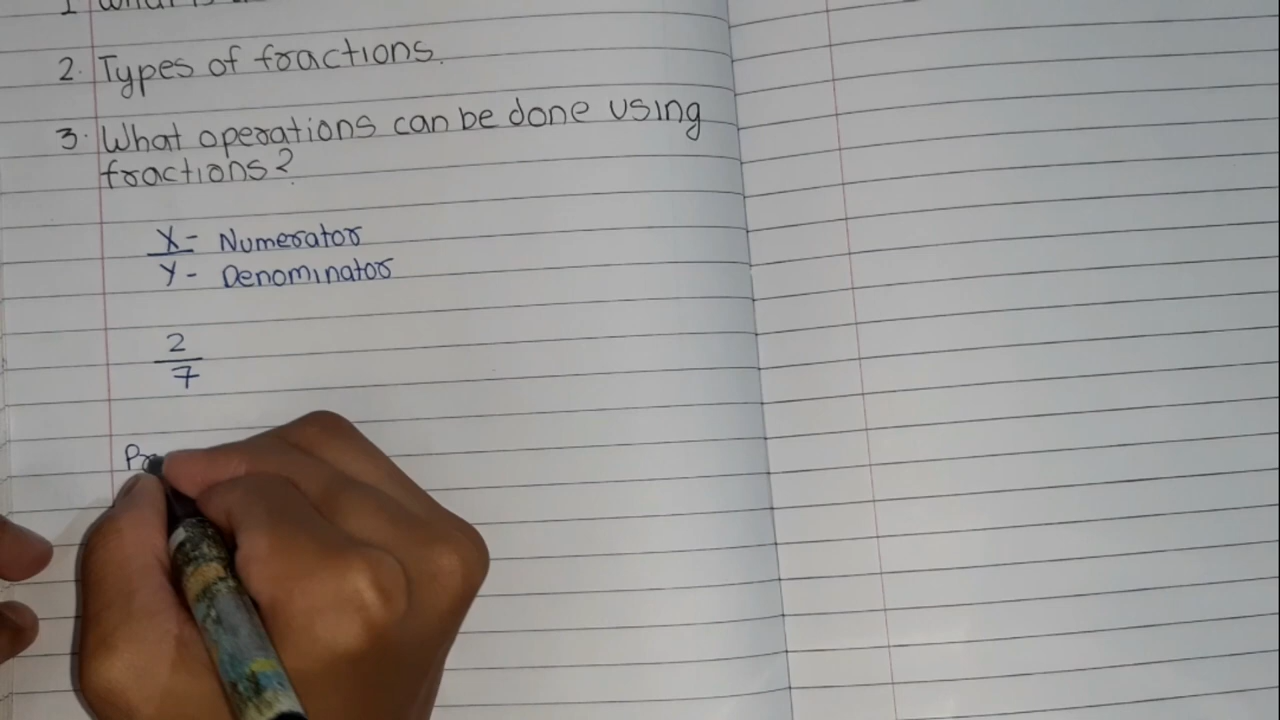 2. Types of fractions.
3. What operations can be done using
fractions?
X - Numerator
Y - Denominator
2
7